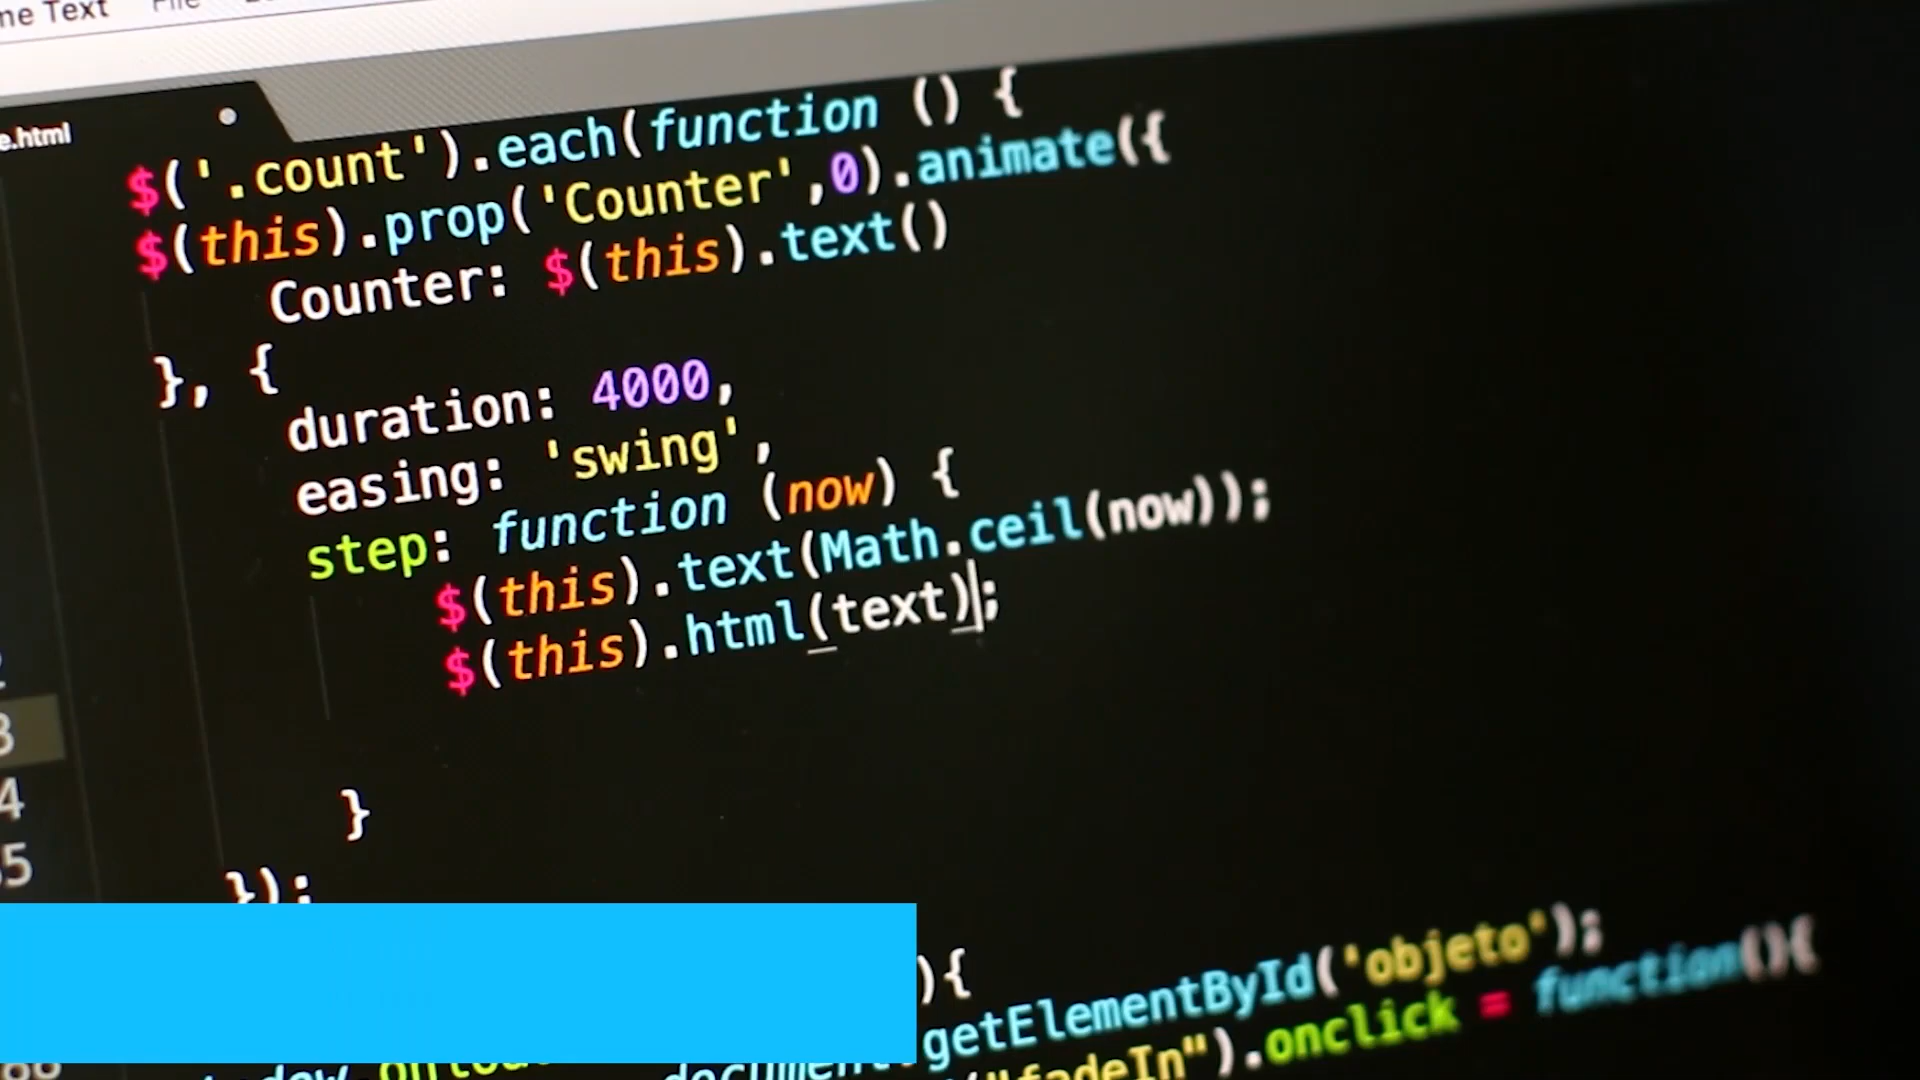 me Text File
e.html
$('.count').each(function () {
$(this).prop('Counter',0).animate({
Counter: $(this).text()
}, {
duration: 4000,
easing: 'swing',
step: function (now) {
$(this).text(Math.ceil(now));
$(this).html(text);
3
4
5
}
});
){
.getElementById('objeto');
"fadeIn").onclick = function(){